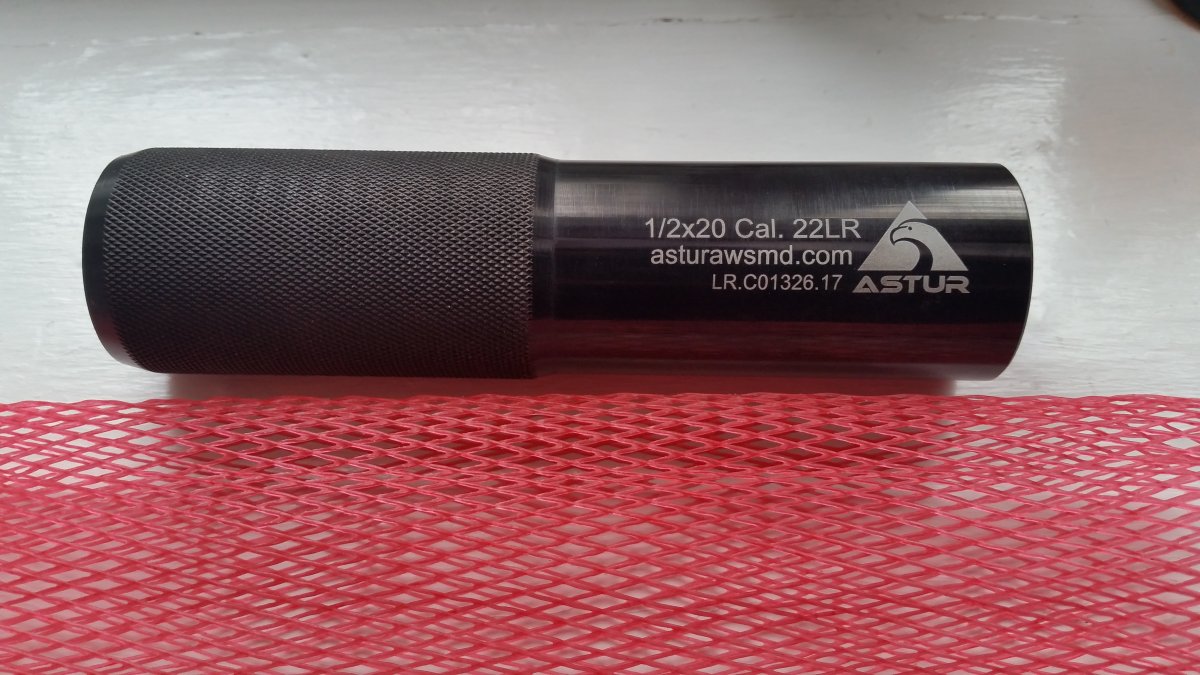 1/2x20 Cal. 22LR
asturawsmd.com
LR.C01326.17
ASTUR